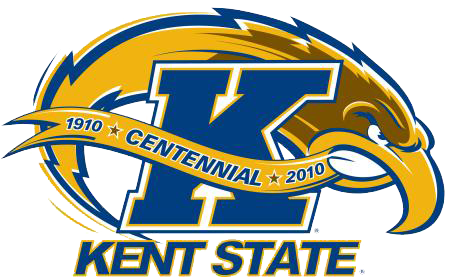 K
1910 ★ CENTENNIAL ★ 2010
KENT STATE
®
®